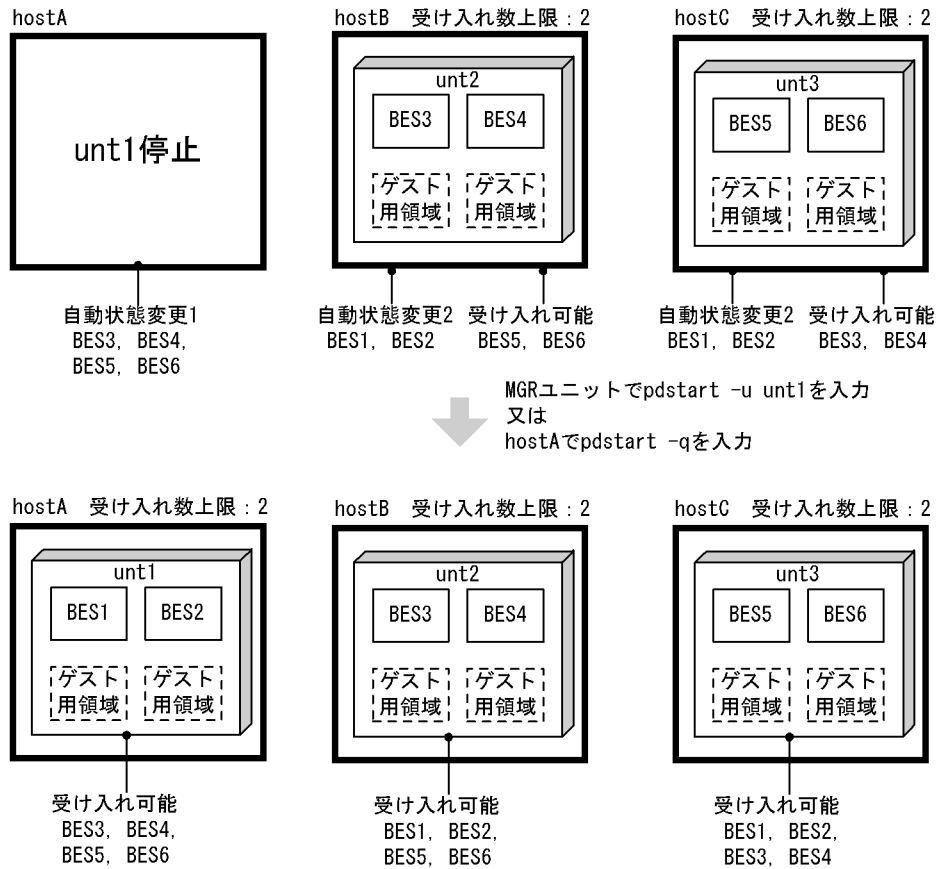 hostA
hostB 受け入れ数上限：2
hostC 受け入れ数上限：2
unt1停止
unt2
BES3
BES4
ゲスト
用領域
ゲスト
用領域
unt3
BES5
BES6
ゲスト
用領域
ゲスト
用領域
自動状態変更1
BES3, BES4,
BES5, BES6
自動状態変更2
BES1, BES2
受け入れ可能
BES5, BES6
自動状態変更2
BES1, BES2
受け入れ可能
BES3, BES4
MGRユニットでpdstart -u unt1を入力
又は
hostAでpdstart -qを入力
hostA 受け入れ数上限：2
hostB 受け入れ数上限：2
hostC 受け入れ数上限：2
unt1
BES1
BES2
ゲスト
用領域
ゲスト
用領域
unt2
BES3
BES4
ゲスト
用領域
ゲスト
用領域
unt3
BES5
BES6
ゲスト
用領域
ゲスト
用領域
受け入れ可能
BES3, BES4,
BES5, BES6
受け入れ可能
BES1, BES2,
BES5, BES6
受け入れ可能
BES1, BES2,
BES3, BES4